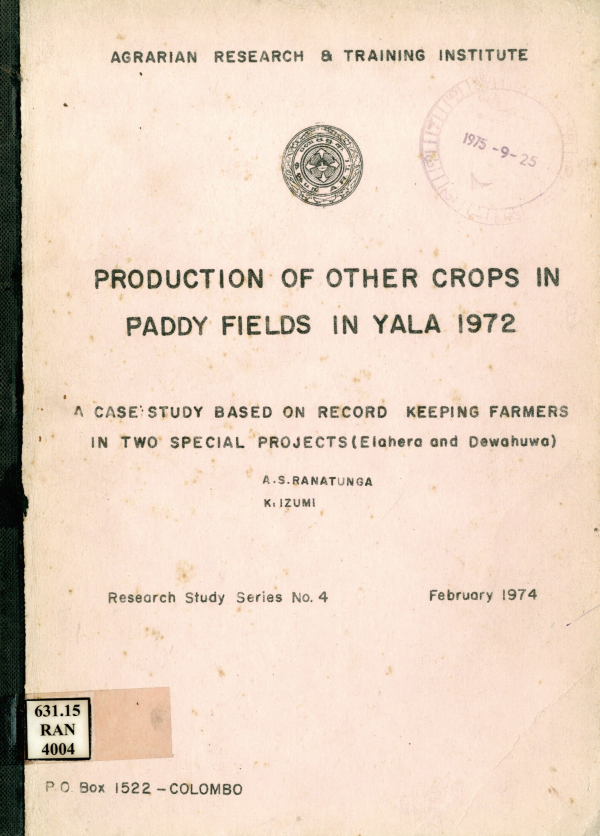 AGRARIAN RESEARCH & TRAINING INSTITUTE
1975-9-25
PRODUCTION OF OTHER CROPS IN
PADDY FIELDS IN YALA 1972
A CASE STUDY BASED ON RECORD KEEPING FARMERS
IN TWO SPECIAL PROJECTS (Elahera and Dewahuwa)
A.S.RANATUNGA
K. IZUMI
Research Study Series No. 4 February 1974
631.15
RAN
4004
P.O. Box 1522 - COLOMBO